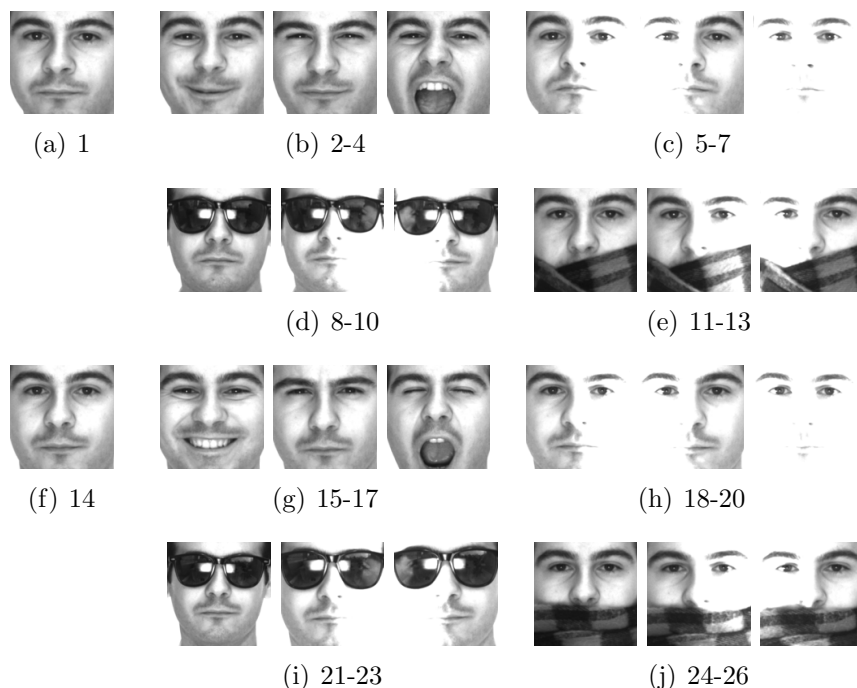 (a) 1
(b) 2-4
(c) 5-7
(d) 8-10
(e) 11-13
(f) 14
(g) 15-17
(h) 18-20
(i) 21-23
(j) 24-26